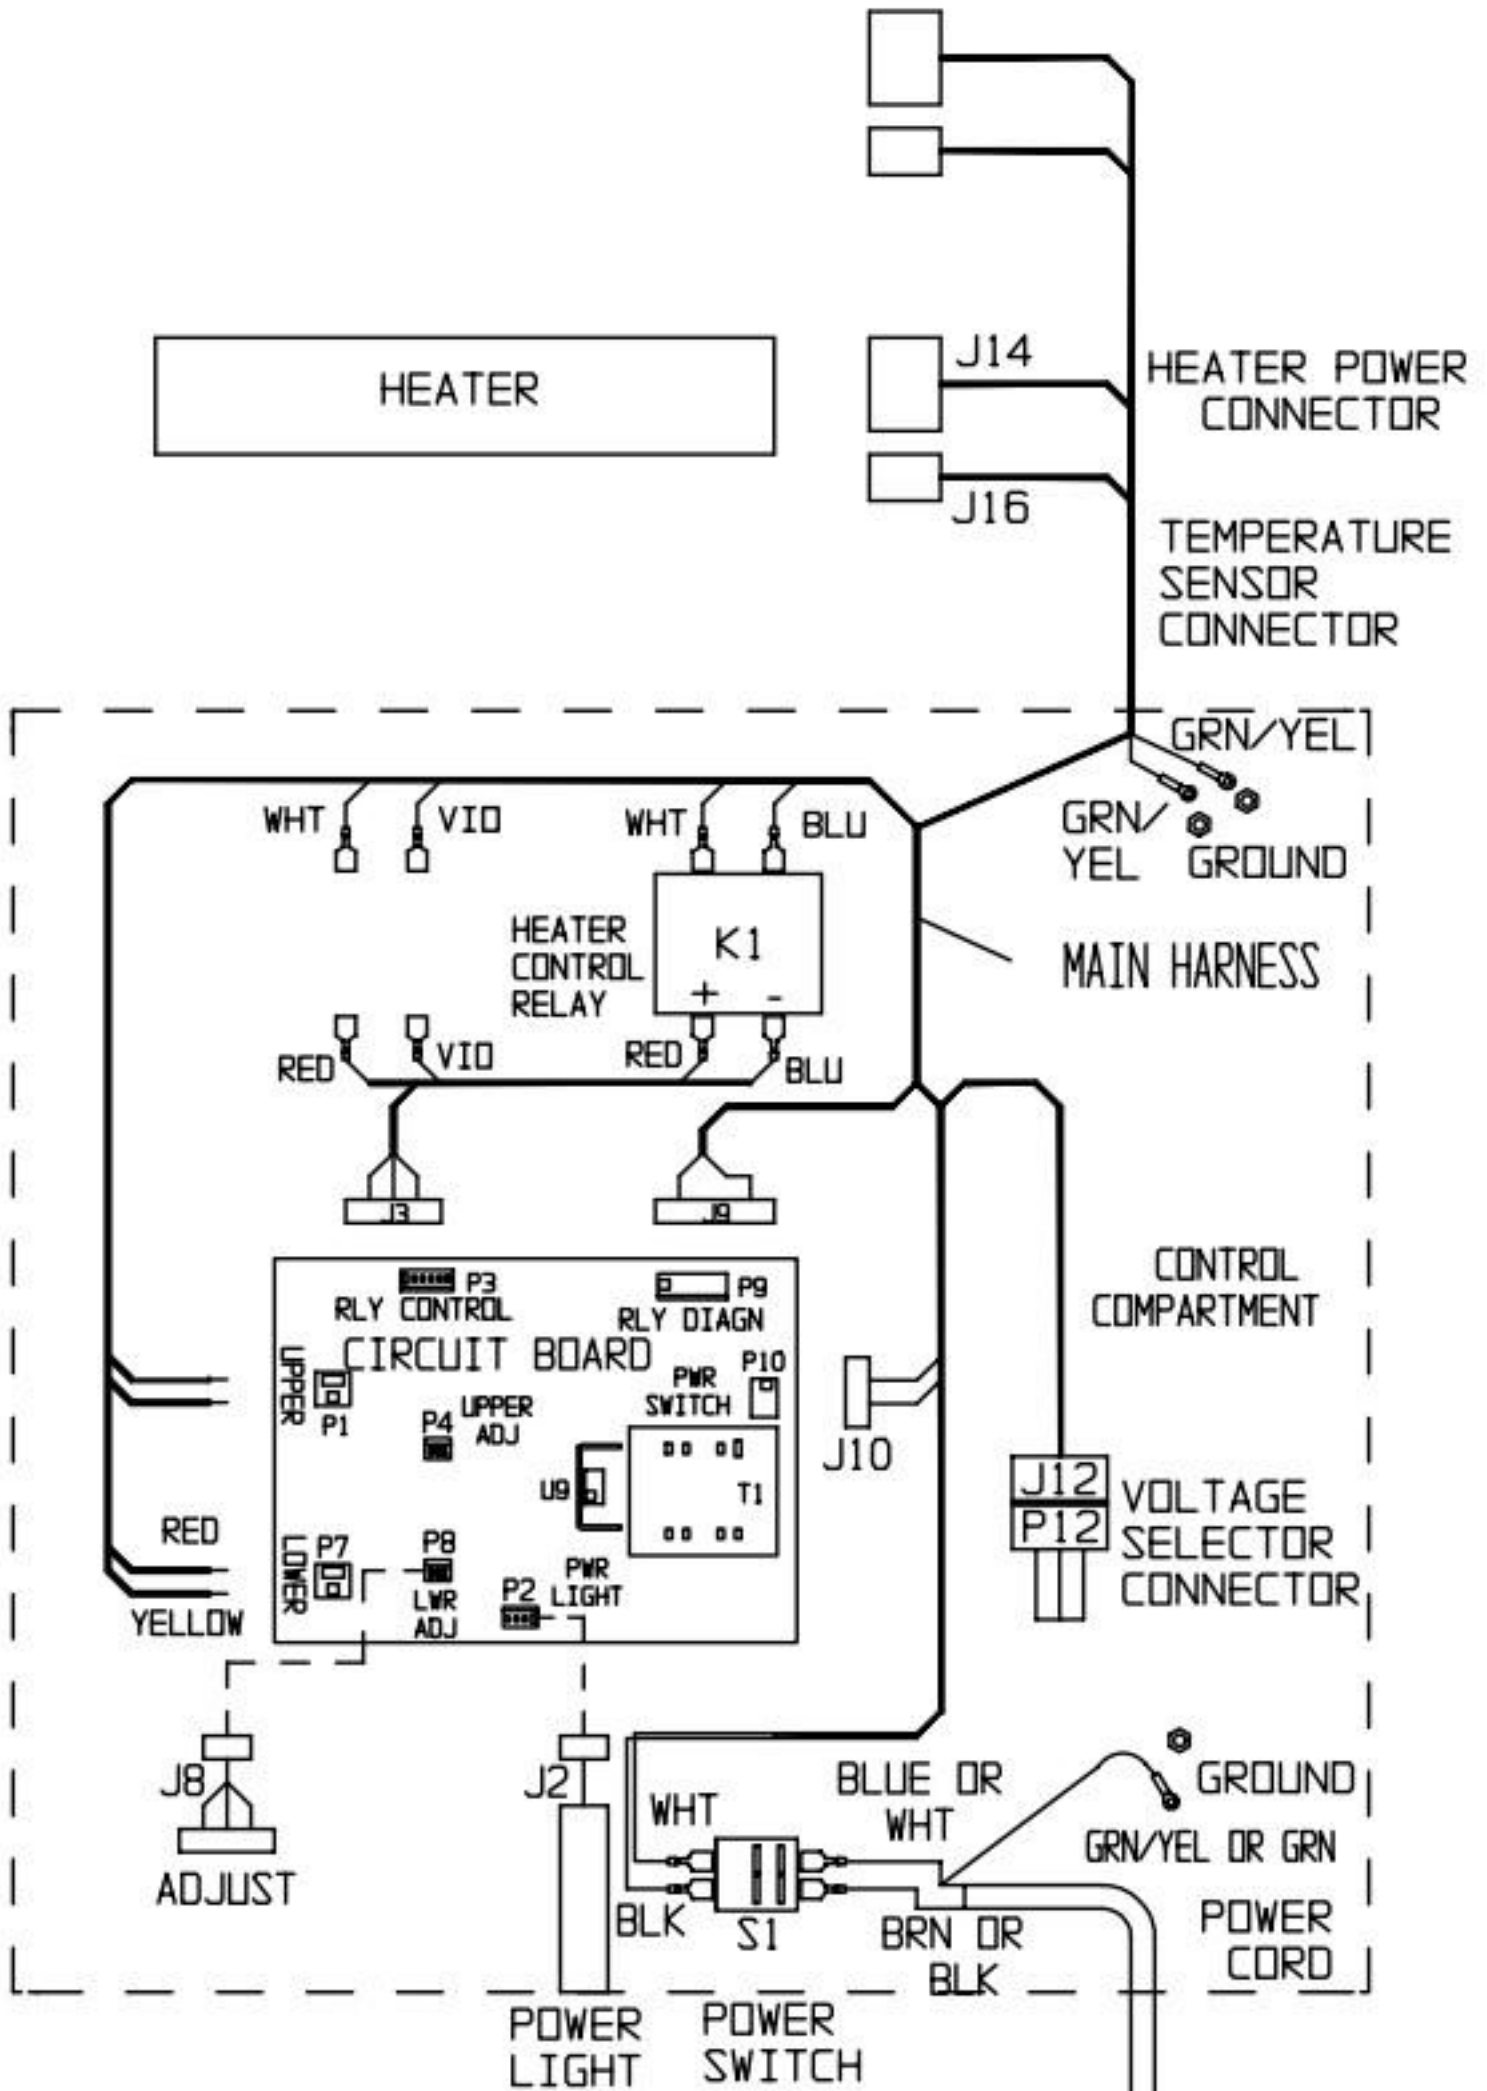 J14
HEATER POWER
CONNECTOR
HEATER
J16
TEMPERATURE
SENSOR
CONNECTOR
GRN/YEL
WHT
VIO
WHT
BLU
GRN/
YEL
GROUND
HEATER
CONTROL
RELAY
K1
+
-
MAIN HARNESS
RED
VIO
RED
BLU
J3
J9
P3
RLY CONTROL
P9
RLY DIAGN
CIRCUIT BOARD
CONTROL
COMPARTMENT
UPPER
P1
P4
UPPER
ADJ
PWR
SWITCH
P10
J10
U9
T1
J12
P12
VOLTAGE
SELECTOR
CONNECTOR
RED
YELLOW
LOWER
P7
P8
LWR
ADJ
P2
PWR
LIGHT
J8
ADJUST
J2
WHT
BLK
S1
BLUE OR
WHT
BRN OR
BLK
GROUND
GRN/YEL OR GRN
POWER
CORD
POWER
LIGHT
POWER
SWITCH